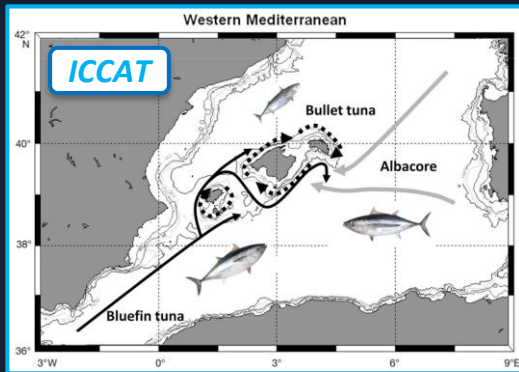 Western Mediterranean
42°
N
ICCAT
Bullet tuna
40°
Albacore
38°
Bluefin tuna
36°
3°W
0°
3°E
6°E
9°E